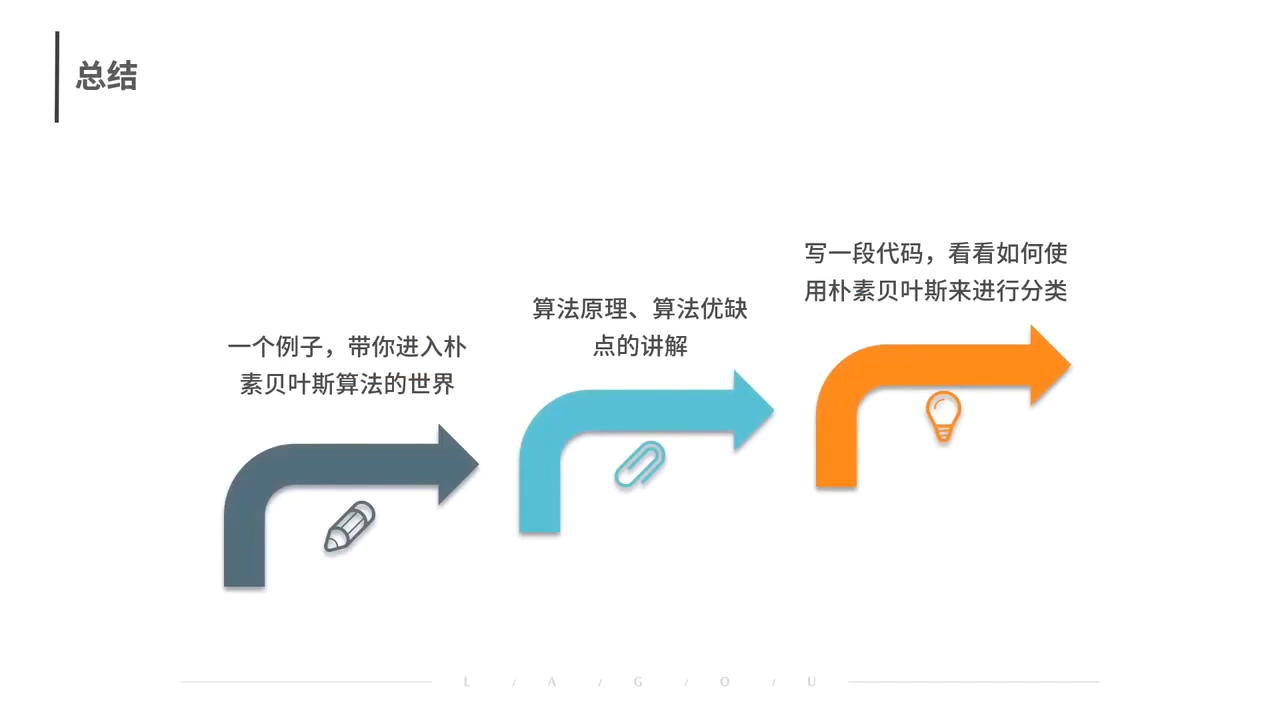 总结
一个例子，带你进入朴
素贝叶斯算法的世界
算法原理、算法优缺
点的讲解
写一段代码，看看如何使
用朴素贝叶斯来进行分类
L / A / G / O / U